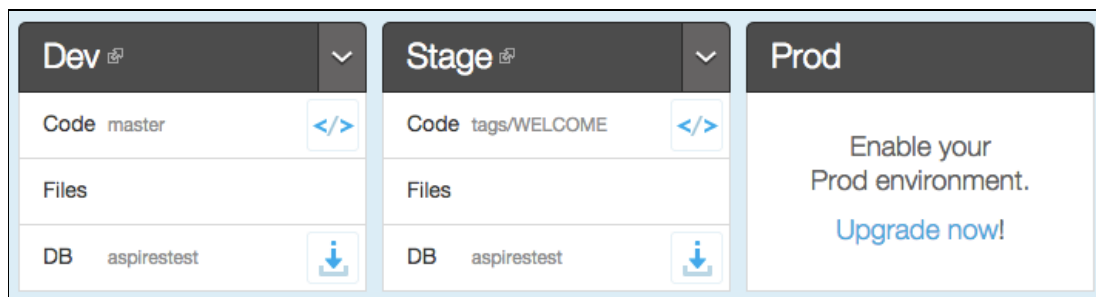 Dev
Code master
</>
Files
DB aspirestest
Stage
Code tags/WELCOME
</>
Files
DB aspirestest
Prod
Enable your
Prod environment.
Upgrade now!